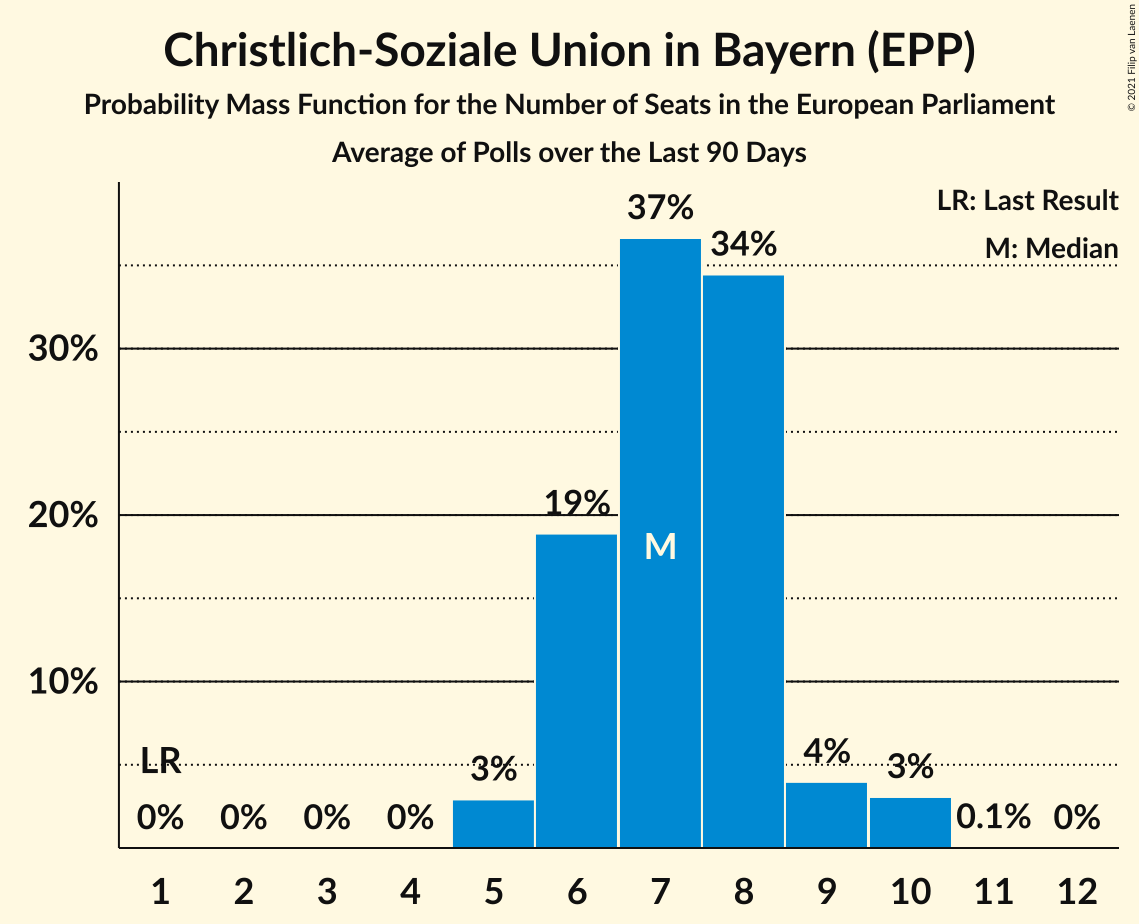 Christlich-Soziale Union in Bayern (EPP)
Probability Mass Function for the Number of Seats in the European Parliament
Average of Polls over the Last 90 Days
© 2021 Filip van Laenen
LR: Last Result
M: Median
37%
34%
30%
19%
20%
M
10%
LR
3%
4%
3%
0%
0%
0%
0%
0.1%
0%
1 2 3 4 5 6 7 8 9 10 11 12